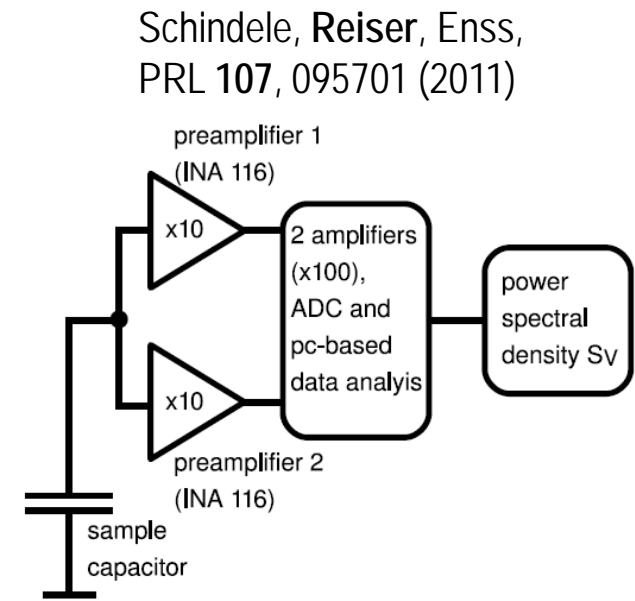 Schindele, Reiser, Enss,
PRL 107, 095701 (2011)
preamplifier 1
(INA 116)
x10
2 amplifiers
(x100),
ADC and
pc-based
data analyis
power
spectral
density Sv
x10
preamplifier 2
(INA 116)
sample
capacitor